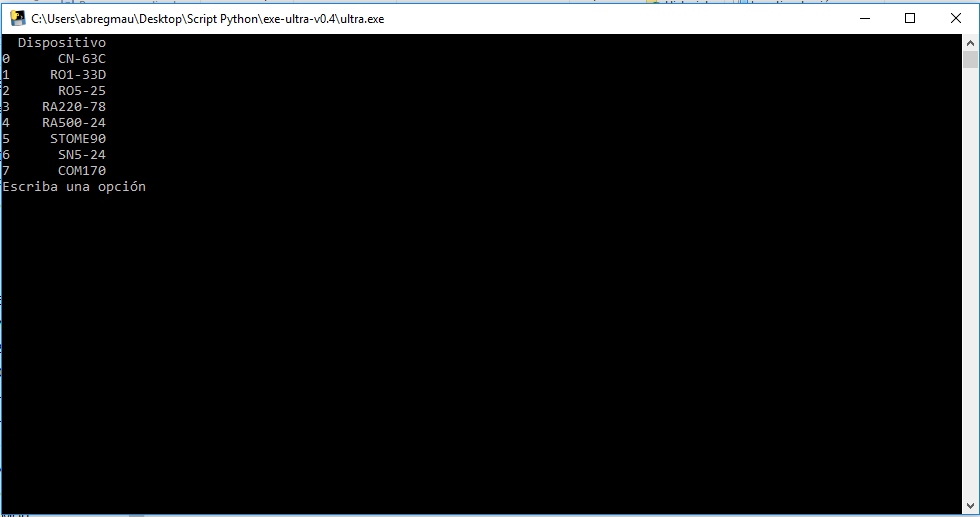 C:\Users\abregmau\Desktop\Script Python\exe-ultra-v0.4\ultra.exe
Dispositivo
0 CN-63C
1 RO1-33D
2 RO5-25
3 RA220-78
4 RA500-24
5 STOME90
6 SN5-24
7 COM170
Escriba una opción